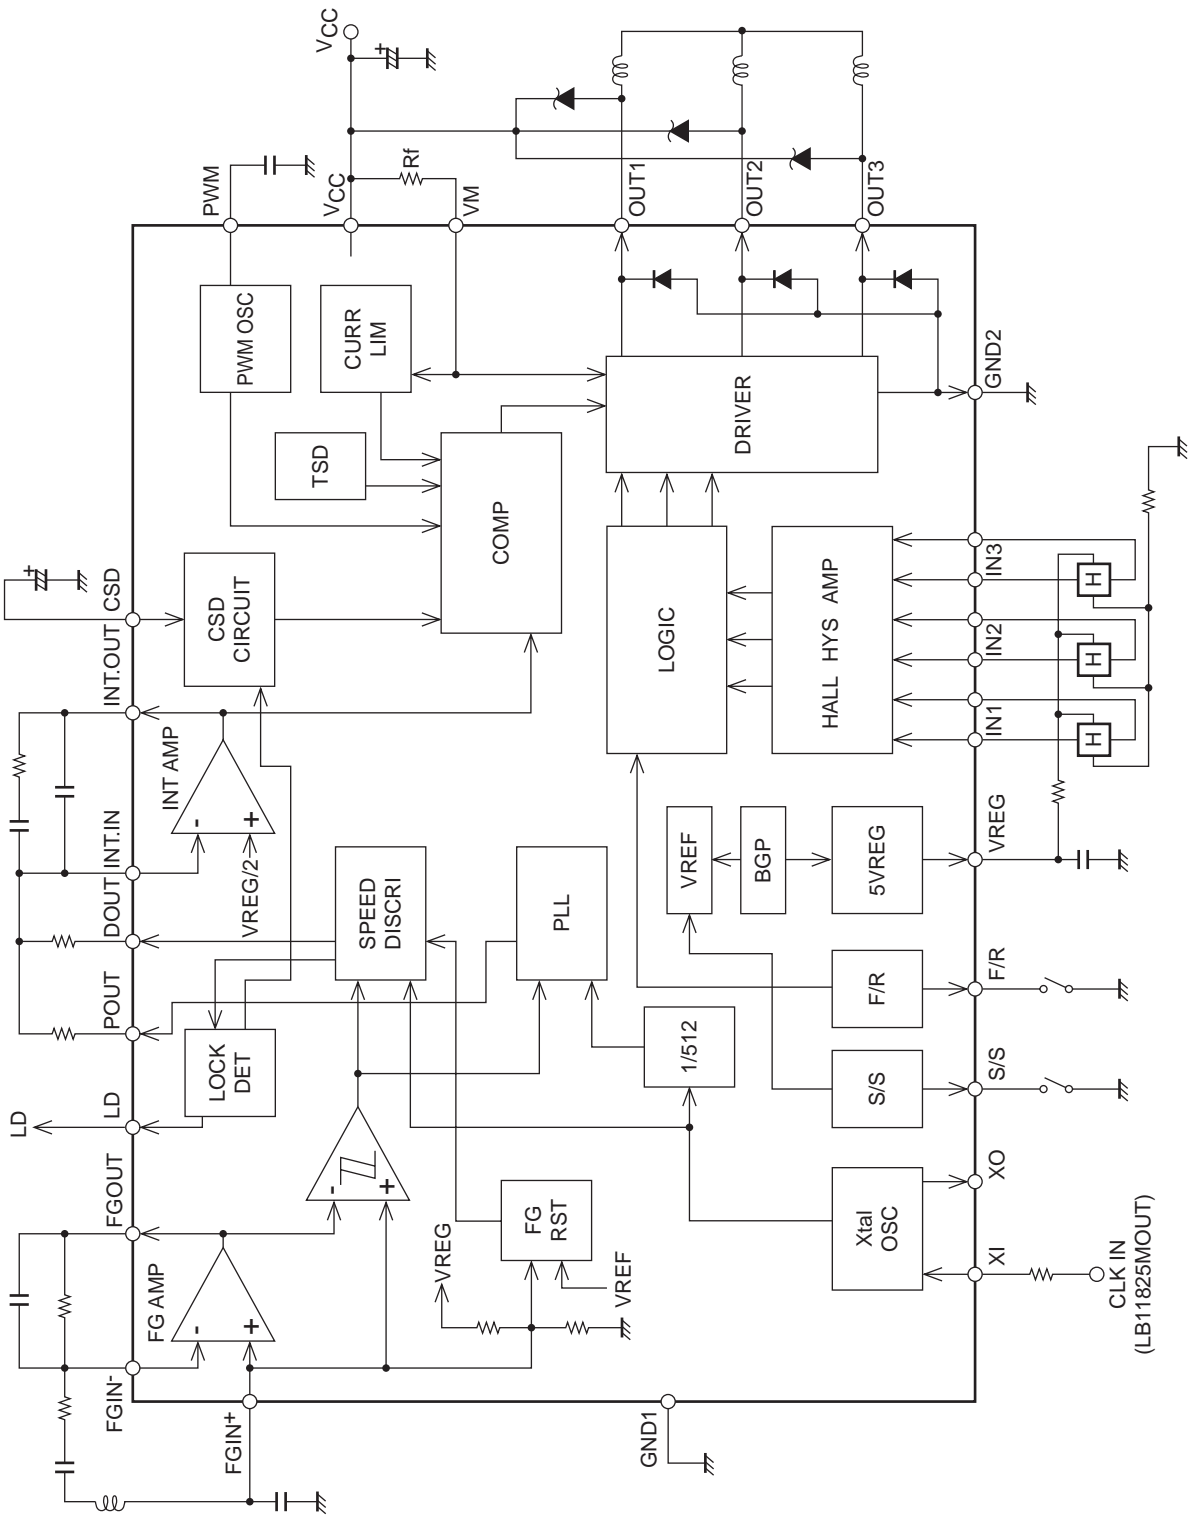 LD
FGIN-
FGOUT
LD
POUT
DOUT
INT.IN
INT.OUT
CSD
FGIN+
FG AMP
-
+
-
+
LOCK
DET
INT AMP
-
+
VREG/2
CSD
CIRCUIT
PWM OSC
PWM
VCC
VCC
+
+
Rf
VM
CURR
LIM
TSD
COMP
SPEED
DISCRI
PLL
VREG
FG
RST
VREF
1/512
VREF
BGP
5VREG
LOGIC
DRIVER
OUT1
OUT2
OUT3
HALL HYS AMP
Xtal
OSC
S/S
F/R
GND1
XI
XO
S/S
F/R
VREG
IN1
IN2
IN3
GND2
H
H
H
CLK IN
(LB11825MOUT)